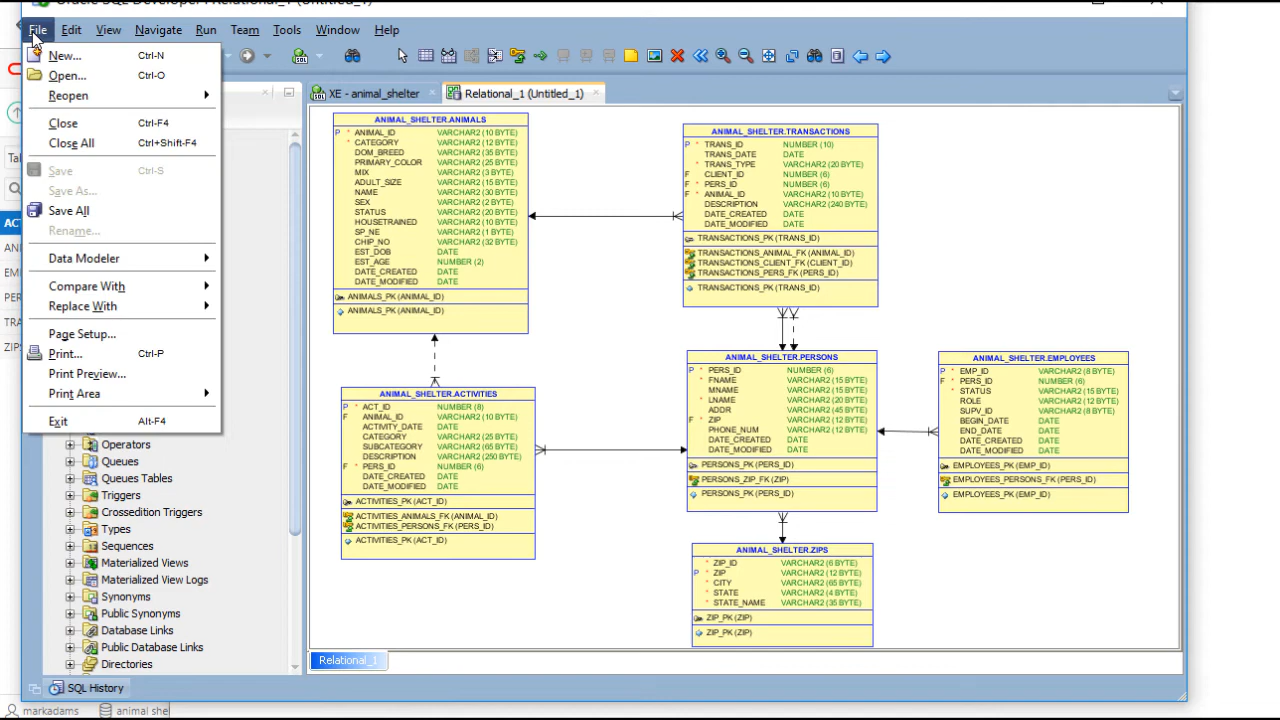 Oracle SQL Developer : Relational_1 (Untitled_1)
File Edit View Navigate Run Team Tools Window Help
New... Ctrl-N
Open... Ctrl-O
Reopen
Close Ctrl-F4
Close All Ctrl+Shift-F4
Save Ctrl-S
Save As...
Save All
Rename...
Data Modeler
Compare With
Replace With
Page Setup...
Print... Ctrl-P
Print Preview...
Print Area
Exit Alt-F4
Operators
Queues
Queues Tables
Triggers
Crossedition Triggers
Types
Sequences
Materialized Views
Materialized View Logs
Synonyms
Public Synonyms
Database Links
Public Database Links
Directories
SQL History
markadams animal she
XE - animal_shelter Relational_1 (Untitled_1)
ANIMAL_SHELTER.ANIMALS
P * ANIMAL_ID VARCHAR2 (10 BYTE)
* CATEGORY VARCHAR2 (12 BYTE)
* DOM_BREED VARCHAR2 (35 BYTE)
* PRIMARY_COLOR VARCHAR2 (25 BYTE)
* MIX VARCHAR2 (3 BYTE)
* ADULT_SIZE VARCHAR2 (15 BYTE)
* NAME VARCHAR2 (30 BYTE)
* SEX VARCHAR2 (2 BYTE)
* STATUS VARCHAR2 (20 BYTE)
* HOUSETRAINED VARCHAR2 (10 BYTE)
* SP_NE VARCHAR2 (1 BYTE)
* CHIP_NO VARCHAR2 (32 BYTE)
* EST_DOB DATE
* EST_AGE NUMBER (2)
* DATE_CREATED DATE
* DATE_MODIFIED DATE
ANIMALS_PK (ANIMAL_ID)
ANIMALS_PK (ANIMAL_ID)
ANIMAL_SHELTER.TRANSACTIONS
P * TRANS_ID NUMBER (10)
* TRANS_DATE DATE
* TRANS_TYPE VARCHAR2 (20 BYTE)
F CLIENT_ID NUMBER (6)
F * PERS_ID NUMBER (6)
F * ANIMAL_ID VARCHAR2 (10 BYTE)
* DESCRIPTION VARCHAR2 (240 BYTE)
* DATE_CREATED DATE
* DATE_MODIFIED DATE
TRANSACTIONS_PK (TRANS_ID)
TRANSACTIONS_ANIMAL_FK (ANIMAL_ID)
TRANSACTIONS_CLIENT_FK (CLIENT_ID)
TRANSACTIONS_PERS_FK (PERS_ID)
TRANSACTIONS_PK (TRANS_ID)
ANIMAL_SHELTER.ACTIVITIES
P * ACT_ID NUMBER (8)
F ANIMAL_ID VARCHAR2 (10 BYTE)
* ACTIVITY_DATE DATE
* CATEGORY VARCHAR2 (25 BYTE)
* SUBCATEGORY VARCHAR2 (65 BYTE)
* DESCRIPTION VARCHAR2 (250 BYTE)
F * PERS_ID NUMBER (6)
* DATE_CREATED DATE
* DATE_MODIFIED DATE
ACTIVITIES_PK (ACT_ID)
ACTIVITIES_ANIMALS_FK (ANIMAL_ID)
ACTIVITIES_PERSONS_FK (PERS_ID)
ACTIVITIES_PK (ACT_ID)
ANIMAL_SHELTER.PERSONS
P * PERS_ID NUMBER (6)
* FNAME VARCHAR2 (15 BYTE)
* MNAME VARCHAR2 (15 BYTE)
* LNAME VARCHAR2 (20 BYTE)
* ADDR VARCHAR2 (45 BYTE)
F * ZIP VARCHAR2 (12 BYTE)
PHONE_NUM VARCHAR2 (12 BYTE)
* DATE_CREATED DATE
* DATE_MODIFIED DATE
PERSONS_PK (PERS_ID)
PERSONS_ZIP_FK (ZIP)
PERSONS_PK (PERS_ID)
ANIMAL_SHELTER.EMPLOYEES
P * EMP_ID VARCHAR2 (8 BYTE)
F * PERS_ID NUMBER (6)
* STATUS VARCHAR2 (15 BYTE)
ROLE VARCHAR2 (12 BYTE)
SUPV_ID VARCHAR2 (8 BYTE)
* BEGIN_DATE DATE
* END_DATE DATE
* DATE_CREATED DATE
* DATE_MODIFIED DATE
EMPLOYEES_PK (EMP_ID)
EMPLOYEES_PERSONS_FK (PERS_ID)
EMPLOYEES_PK (EMP_ID)
ANIMAL_SHELTER.ZIPS
* ZIP_ID VARCHAR2 (6 BYTE)
P * ZIP VARCHAR2 (12 BYTE)
* CITY VARCHAR2 (65 BYTE)
* STATE VARCHAR2 (4 BYTE)
* STATE_NAME VARCHAR2 (35 BYTE)
ZIP_PK (ZIP)
ZIP_PK (ZIP)
Relational_1